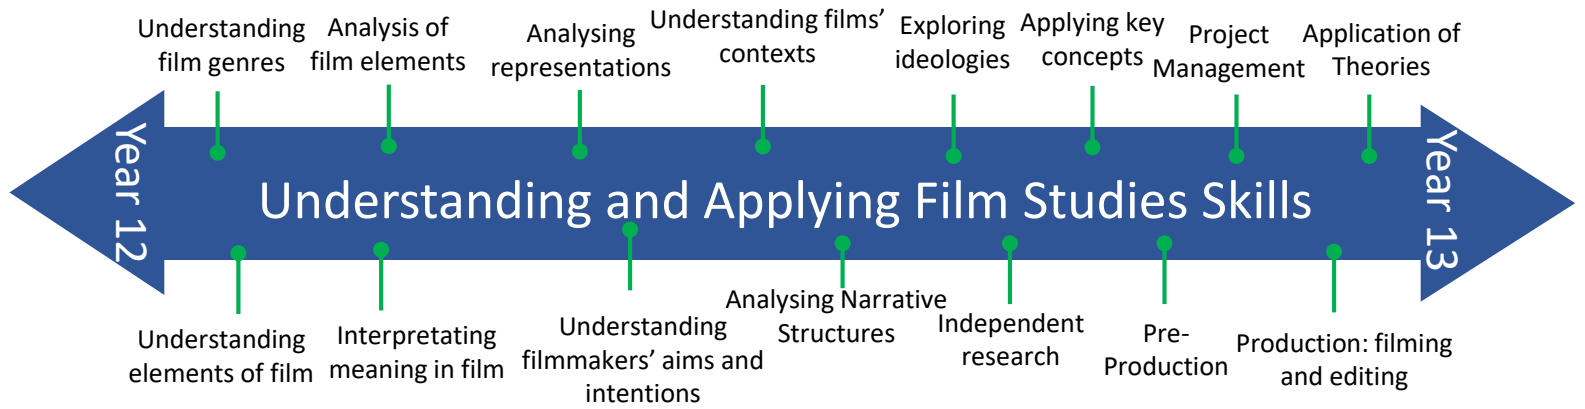 Understanding
film genres
Analysis of
film elements
Analysing
representations
Understanding films’
contexts
Exploring
ideologies
Applying key
concepts
Project
Management
Application of
Theories
Year 12
Understanding and Applying Film Studies Skills
Year 13
Understanding
elements of film
Interpretating
meaning in film
Understanding
filmmakers’ aims and
intentions
Analysing Narrative
Structures
Independent
research
Pre-
Production
Production: filming
and editing